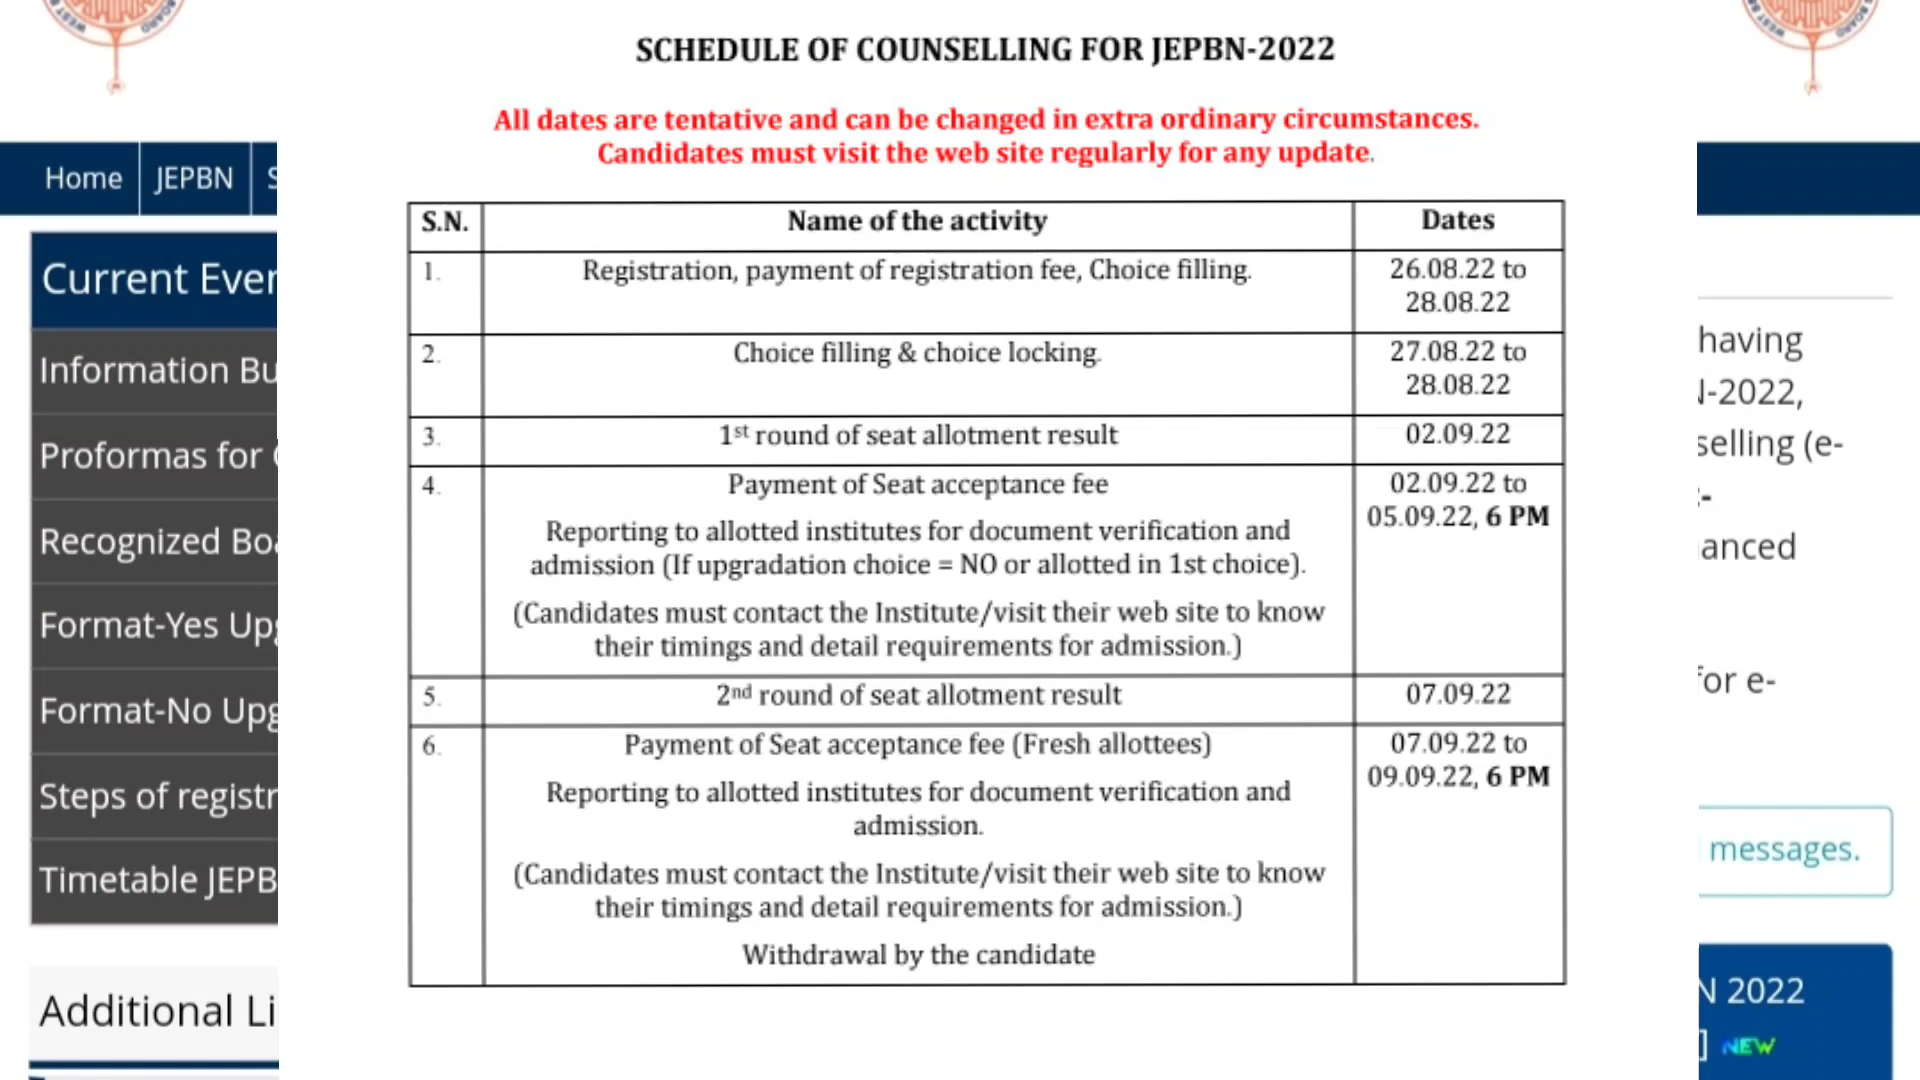 SCHEDULE OF COUNSELLING FOR JEPBN-2022
All dates are tentative and can be changed in extra ordinary circumstances.
Candidates must visit the web site regularly for any update.
Home
JEPBN
S.N.
Name of the activity
Dates
1.
Registration, payment of registration fee, Choice filling.
26.08.22 to
28.08.22
2.
Choice filling & choice locking.
27.08.22 to
28.08.22
3.
1st round of seat allotment result
02.09.22
4.
Payment of Seat acceptance fee
Reporting to allotted institutes for document verification and
admission (If upgradation choice = NO or allotted in 1st choice).
(Candidates must contact the Institute/visit their web site to know
their timings and detail requirements for admission.)
02.09.22 to
05.09.22, 6 PM
5.
2nd round of seat allotment result
07.09.22
6.
Payment of Seat acceptance fee (Fresh allottees)
Reporting to allotted institutes for document verification and
admission.
(Candidates must contact the Institute/visit their web site to know
their timings and detail requirements for admission.)
Withdrawal by the candidate
07.09.22 to
09.09.22, 6 PM
Current Even
Information Bu
Proformas for
Recognized Boa
Format-Yes Upg
Format-No Upg
Steps of registr
Timetable JEPB
Additional Li
having
N-2022,
selling (e-
anced
for e-
messages.
N 2022
NEW